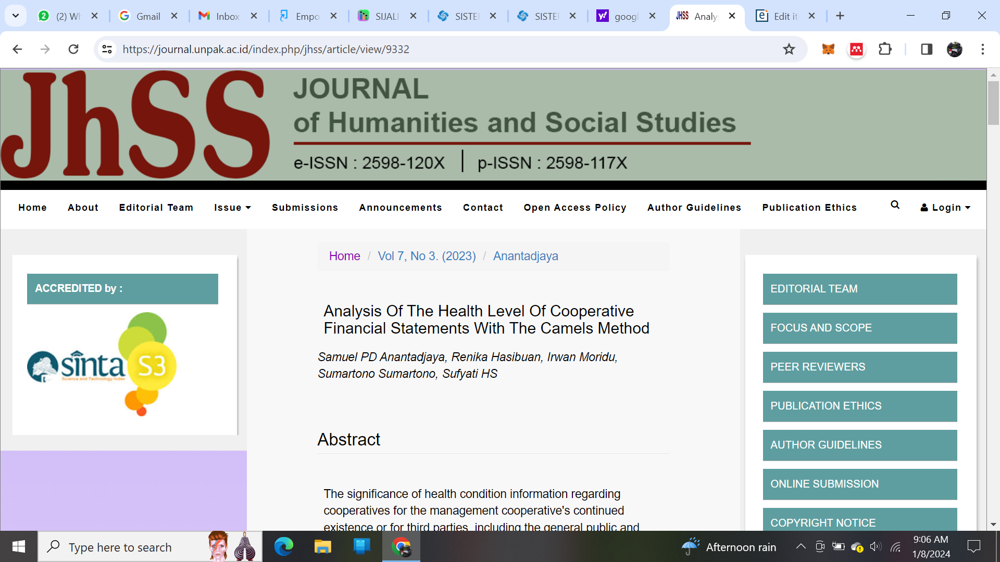 (2) Wh
Gmail
Inbox
Empo
SIJALI
SISTE
SISTE
googl
Analy
Edit it
https://journal.unpak.ac.id/index.php/jhss/article/view/9332
JhSS
JOURNAL
of Humanities and Social Studies
e-ISSN : 2598-120X | p-ISSN : 2598-117X
Home
About
Editorial Team
Issue
Submissions
Announcements
Contact
Open Access Policy
Author Guidelines
Publication Ethics
Login
ACCREDITED by :
sinta S3
Science and Technology Index
Home / Vol 7, No 3. (2023) / Anantadjaya
Analysis Of The Health Level Of Cooperative
Financial Statements With The Camels Method
Samuel PD Anantadjaya, Renika Hasibuan, Irwan Moridu,
Sumartono Sumartono, Sufyati HS
Abstract
The significance of health condition information regarding
cooperatives for the management cooperative's continued
existence or for third parties, including the general public and
EDITORIAL TEAM
FOCUS AND SCOPE
PEER REVIEWERS
PUBLICATION ETHICS
AUTHOR GUIDELINES
ONLINE SUBMISSION
COPYRIGHT NOTICE
Type here to search
Afternoon rain
9:06 AM
1/8/2024